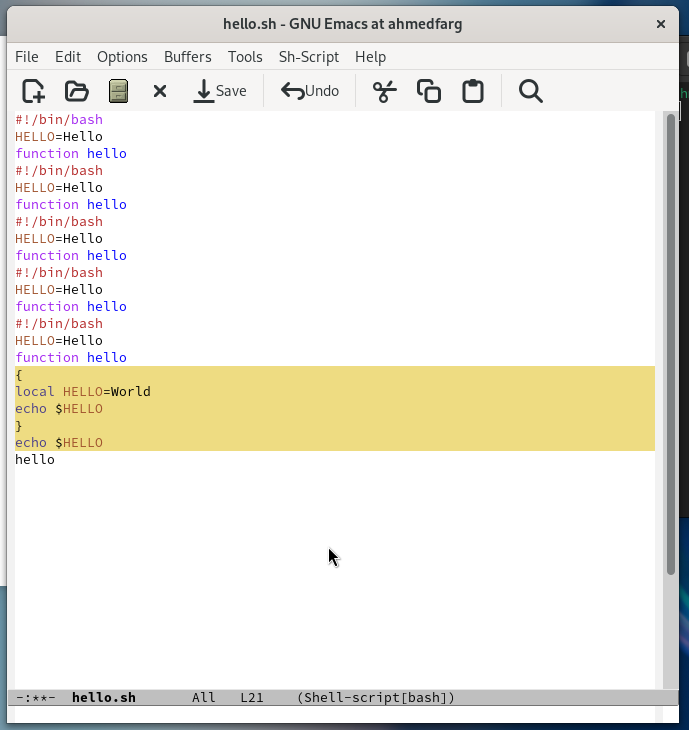 hello.sh - GNU Emacs at ahmedfarg
File Edit Options Buffers Tools Sh-Script Help
Save Undo
#!/bin/bash
HELLO=Hello
function hello
#!/bin/bash
HELLO=Hello
function hello
#!/bin/bash
HELLO=Hello
function hello
#!/bin/bash
HELLO=Hello
function hello
#!/bin/bash
HELLO=Hello
function hello
{
local HELLO=World
echo $HELLO
}
echo $HELLO
hello
-:**- hello.sh All L21 (Shell-script[bash])